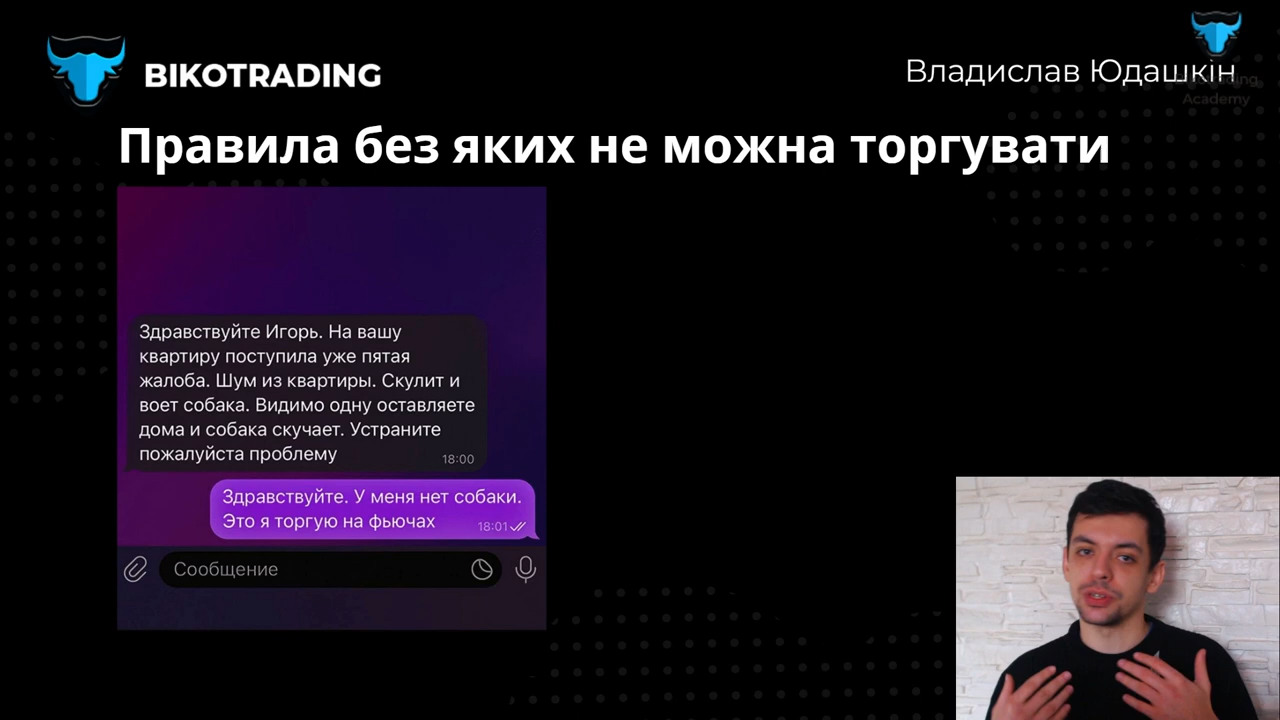 BIKOTRADING
Владислав Юдашкін
Academy
Правила без яких не можна торгувати
Здравствуйте Игорь. На вашу
квартиру поступила уже пятая
жалоба. Шум из квартиры. Скулит и
воет собака. Видимо одну оставляете
дома и собака скучает. Устраните
пожалуйста проблему
18:00
Здравствуйте. У меня нет собаки.
Это я торгую на фьючах
18:01
Сообщение